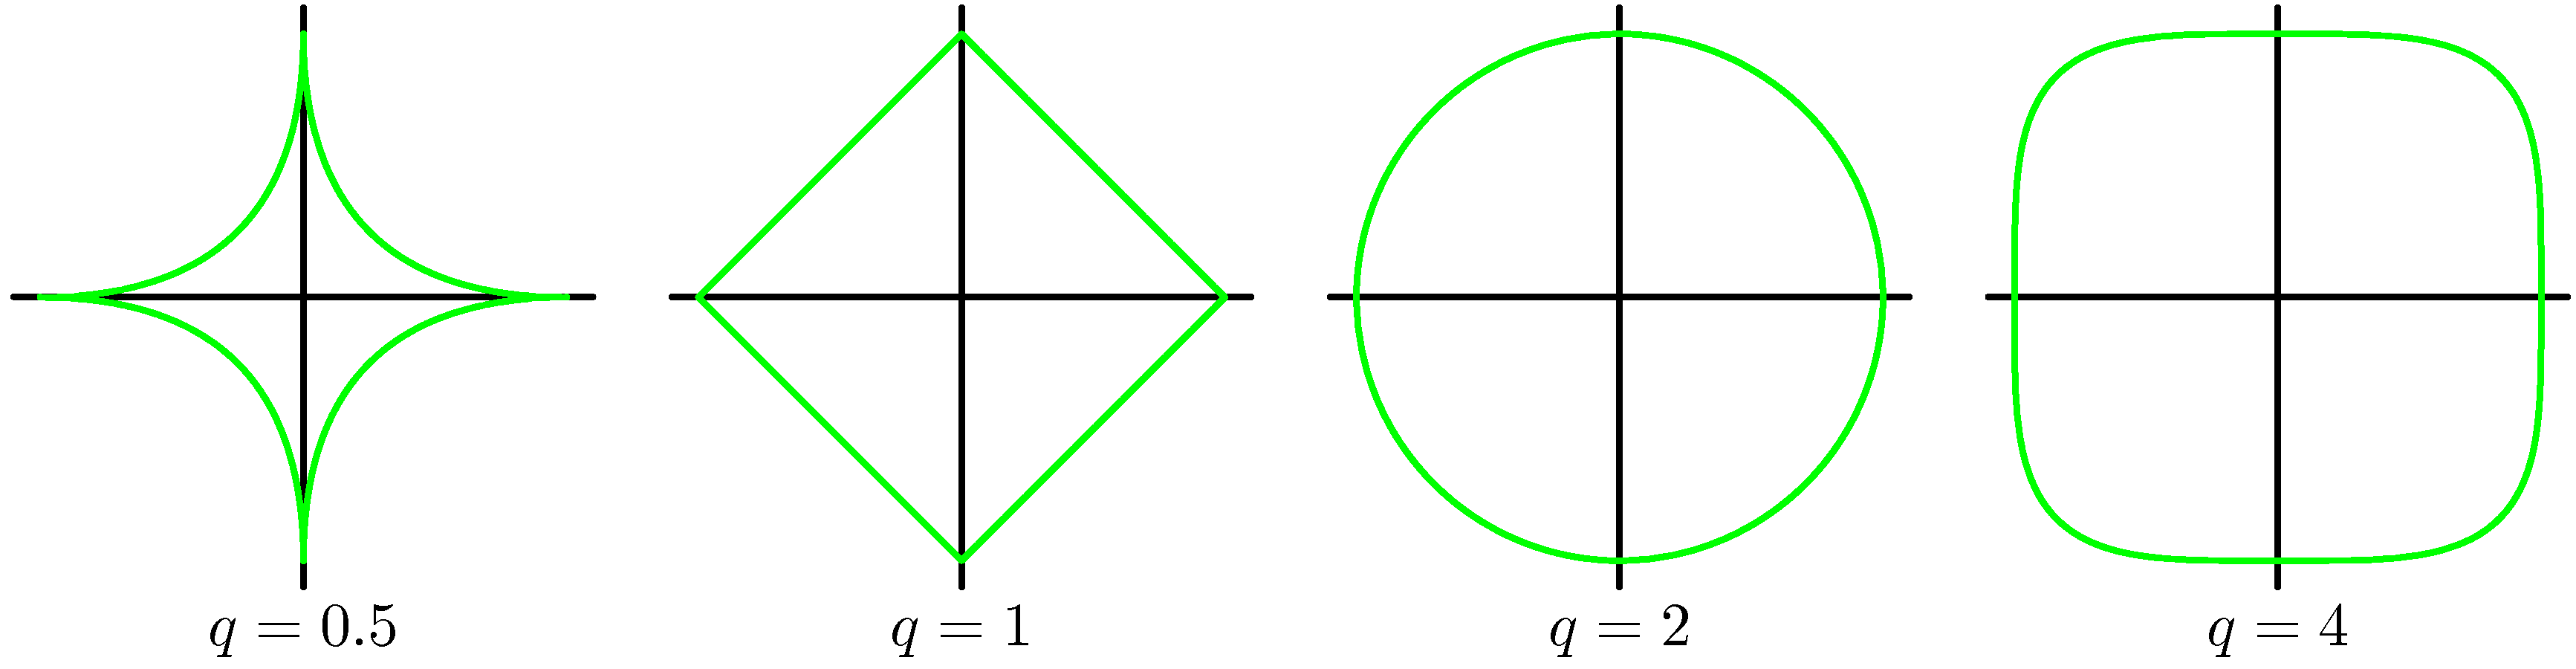 q = 0.5
q = 1
q = 2
q = 4